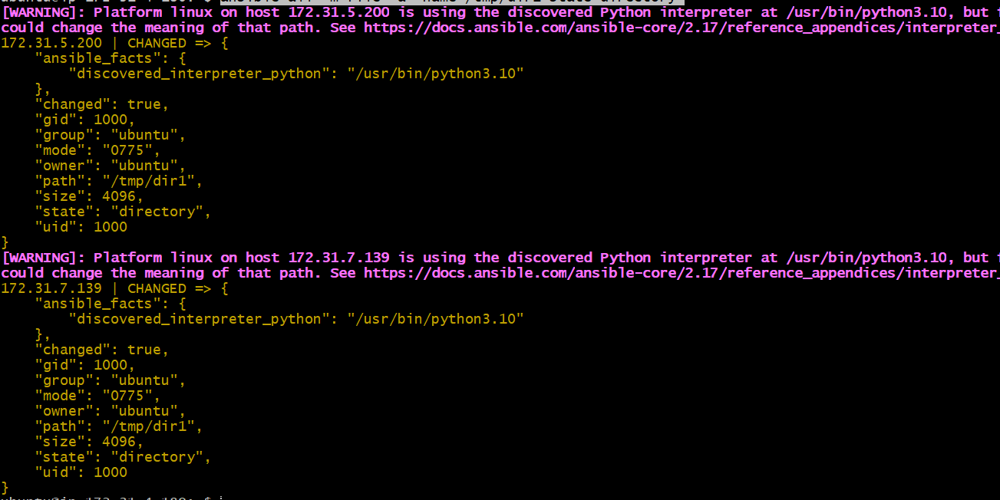 [WARNING]: Platform linux on host 172.31.5.200 is using the discovered Python interpreter at /usr/bin/python3.10, but
could change the meaning of that path. See https://docs.ansible.com/ansible-core/2.17/reference_appendices/interpreter_
172.31.5.200 | CHANGED => {
    "ansible_facts": {
        "discovered_interpreter_python": "/usr/bin/python3.10"
    },
    "changed": true,
    "gid": 1000,
    "group": "ubuntu",
    "mode": "0775",
    "owner": "ubuntu",
    "path": "/tmp/dir1",
    "size": 4096,
    "state": "directory",
    "uid": 1000
}
[WARNING]: Platform linux on host 172.31.7.139 is using the discovered Python interpreter at /usr/bin/python3.10, but
could change the meaning of that path. See https://docs.ansible.com/ansible-core/2.17/reference_appendices/interpreter_
172.31.7.139 | CHANGED => {
    "ansible_facts": {
        "discovered_interpreter_python": "/usr/bin/python3.10"
    },
    "changed": true,
    "gid": 1000,
    "group": "ubuntu",
    "mode": "0775",
    "owner": "ubuntu",
    "path": "/tmp/dir1",
    "size": 4096,
    "state": "directory",
    "uid": 1000
}